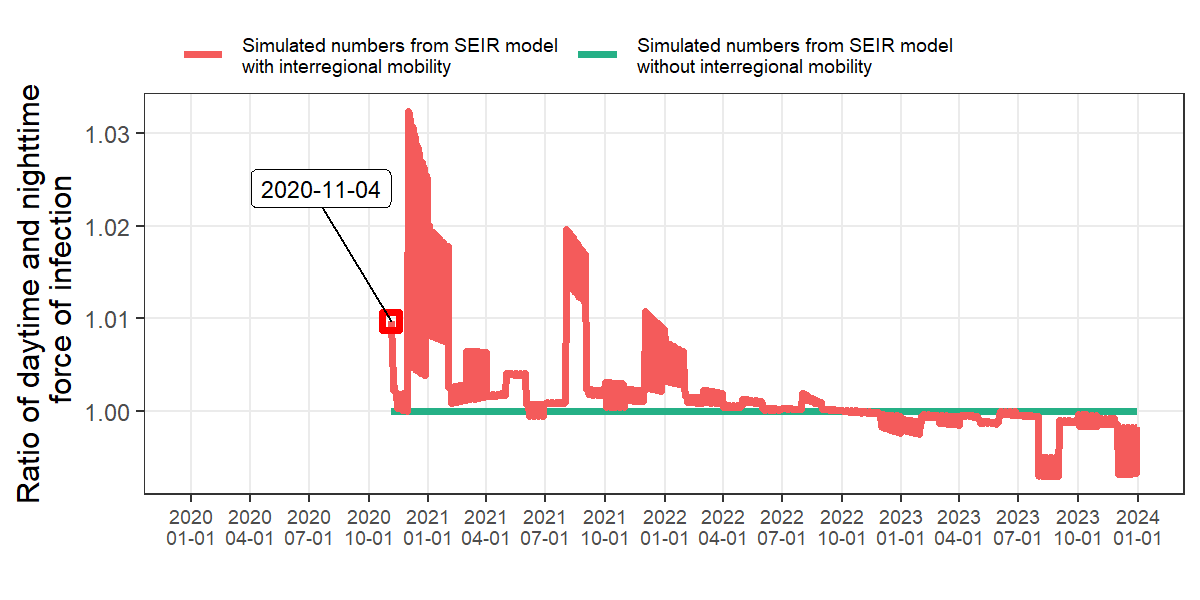 Simulated numbers from SEIR model
with interregional mobility
Simulated numbers from SEIR model
without interregional mobility
Ratio of daytime and nighttime
force of infection
1.03
1.02
1.01
1.00
2020-11-04
2020 2020 2020 2020 2021 2021 2021 2021 2022 2022 2022 2022 2023 2023 2023 2023 2024
01-01 04-01 07-01 10-01 01-01 04-01 07-01 10-01 01-01 04-01 07-01 10-01 01-01 04-01 07-01 10-01 01-01